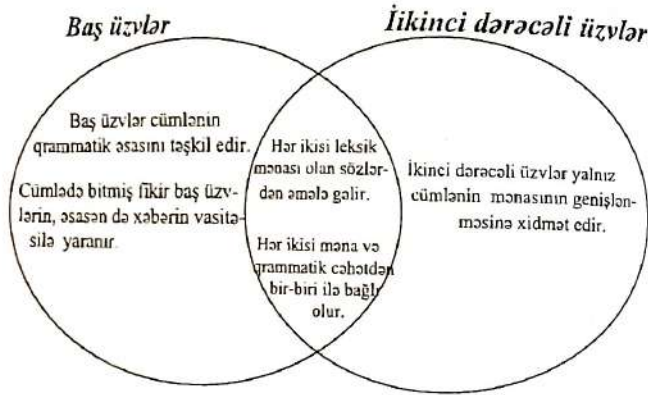 Baş üzvlər
İikinci dərəcəli üzvlər
Baş üzvlər cümlənin
qrammatik əsasını təşkil edir.
Cümlədə bitmiş fikir baş üzv-
lərin, əsasən də xəbərin vasitə-
silə yaranır.
Hər ikisi leksik
mənası olan sözlər-
dən əmələ gəlir.
Hər ikisi məna və
qrammatik cəhətdən
bir-biri ilə bağlı
olur.
İkinci dərəcəli üzvlər yalnız
cümlənin mənasının genişlən-
məsinə xidmət edir.